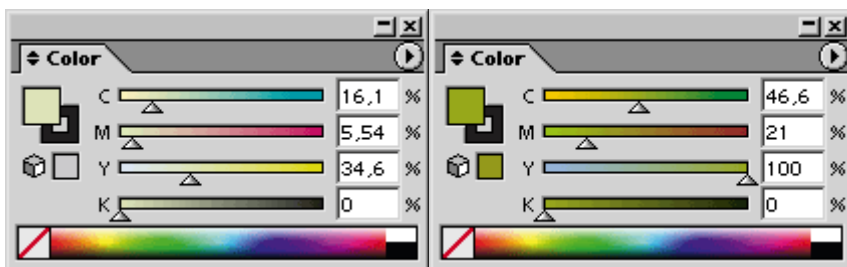 Color
C 16,1 %
M 5,54 %
Y 34,6 %
K 0 %
Color
C 46,6 %
M 21 %
Y 100 %
K 0 %